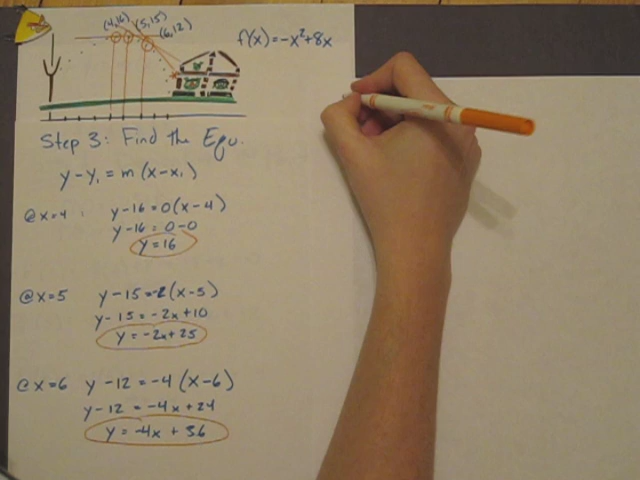 (4,16) (5,15)
(6,12)
f(x)=-x²+8x
Step 3: Find the Equ.
y-y₁=m(x-x₁)
@x=4: y-16=0(x-4)
y-16=0-0
y=16
@x=5 y-15=-2(x-5)
y-15=-2x+10
y=-2x+25
@x=6 y-12=-4(x-6)
y-12=-4x+24
y=-4x+36